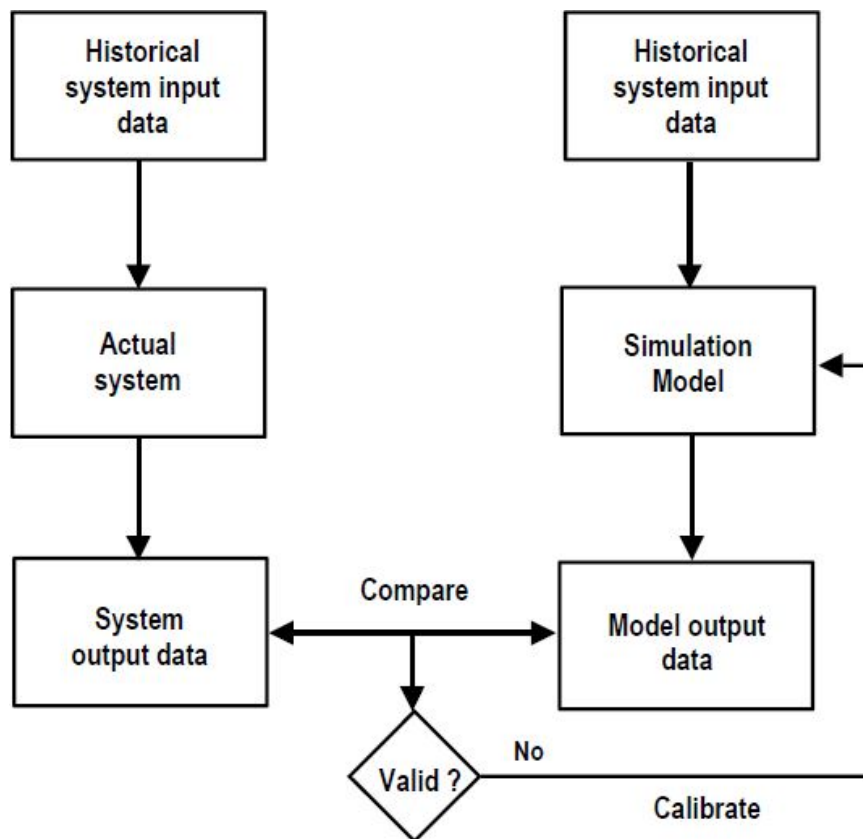 Historical
system input
data
Historical
system input
data
Actual
system
Simulation
Model
Compare
System
output data
Model output
data
Valid ?
No
Calibrate